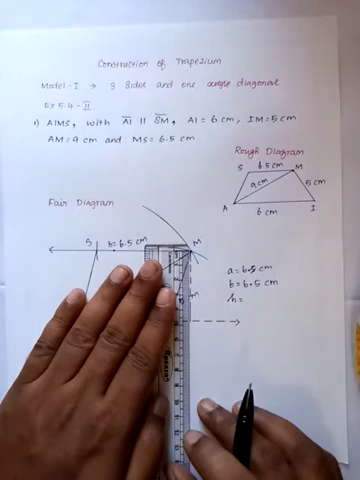 Construction of Trapezium
Model-I → 3 Sides and one angle diagonal
Ex 5.4 - II
1) AIMS, with AI || SM, AI = 6 cm, IM = 5 cm
AM = 9 cm and MS = 6.5 cm
Rough Diagram
S 6.5 cm M
9 cm 5 cm
A 6 cm I
Fair Diagram
S b = 6.5 cm M
a = 6.5 cm
b = 6.5 cm
h =